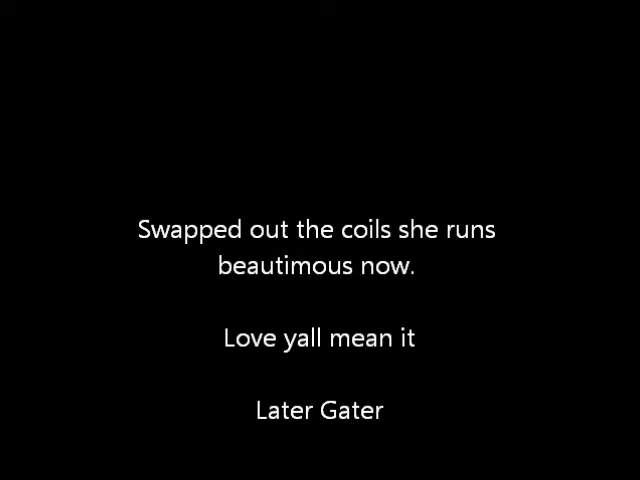 Swapped out the coils she runs
beautimous now.
Love yall mean it
Later Gater